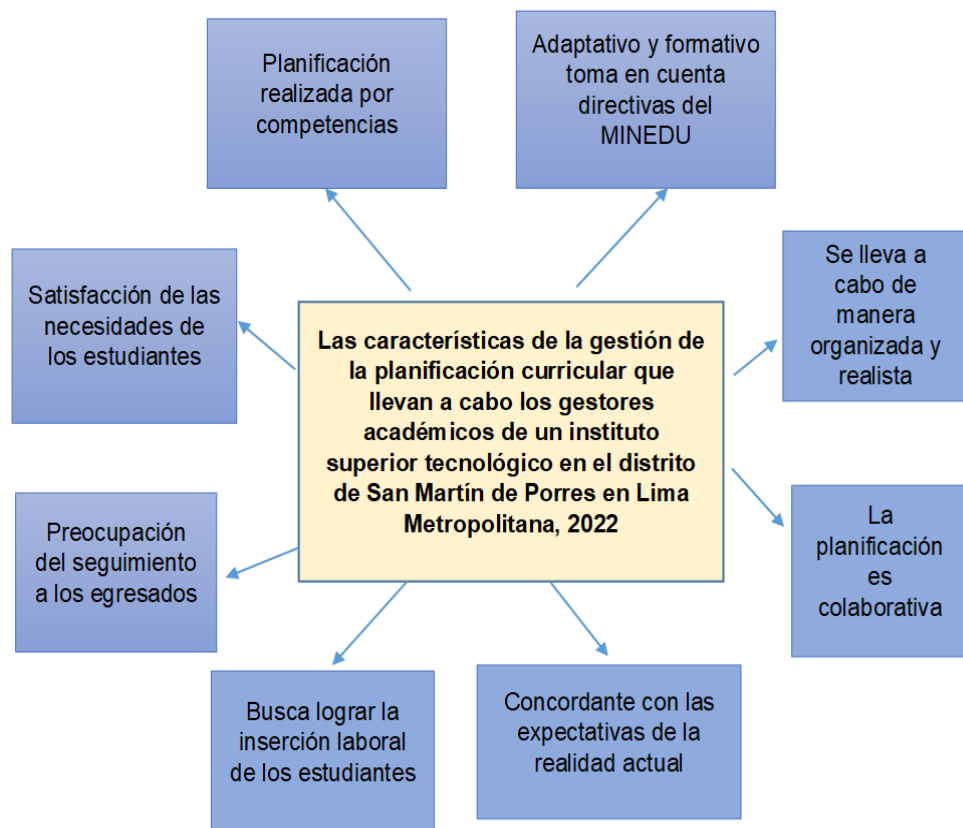 Planificación
realizada por
competencias
Adaptativo y formativo
toma en cuenta
directivas del
MINEDU
Satisfacción de las
necesidades de
los estudiantes
Se lleva a
cabo de
manera
organizada y
realista
Las características de la gestión de
la planificación curricular que
llevan a cabo los gestores
académicos de un instituto
superior tecnológico en el distrito
de San Martín de Porres en Lima
Metropolitana, 2022
Preocupación
del seguimiento
a los egresados
La
planificación
es
colaborativa
Busca lograr la
inserción laboral
de los estudiantes
Concordante con las
expectativas de la
realidad actual